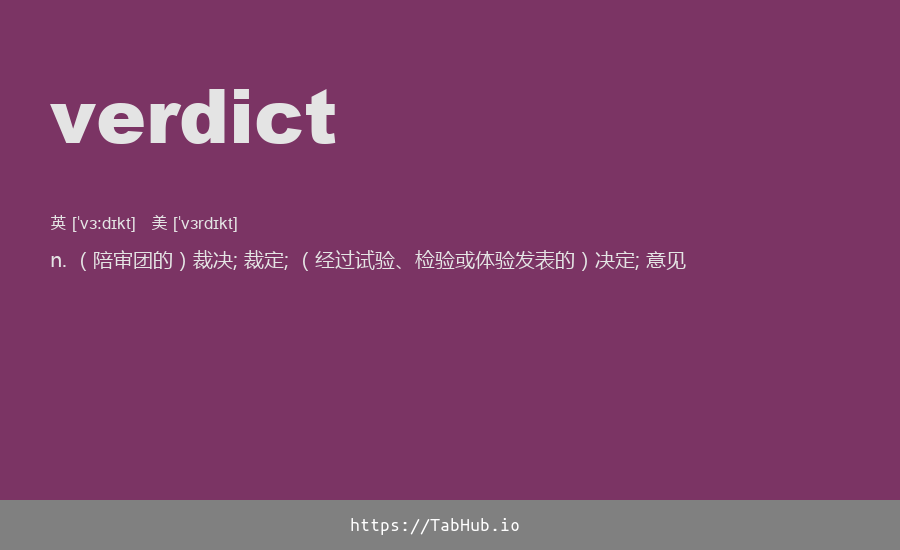 verdict
英 [ˈvɜːdɪkt] 美 [ˈvɜrdɪkt]
n. （陪审团的）裁决; 裁定; （经过试验、检验或体验发表的）决定; 意见
https://TabHub.io